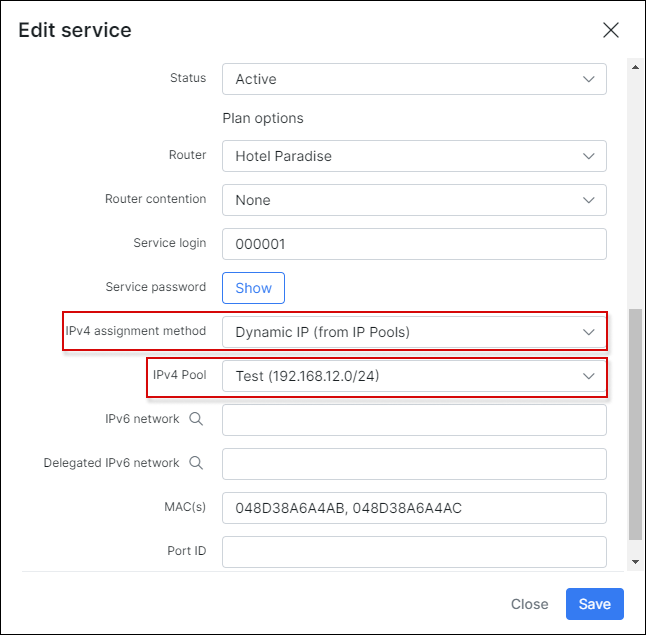 Edit service
Status Active
Plan options
Router Hotel Paradise
Router contention None
Service login 000001
Service password Show
IPv4 assignment method Dynamic IP (from IP Pools)
IPv4 Pool Test (192.168.12.0/24)
IPv6 network
Delegated IPv6 network
MAC(s) 048D38A6A4AB, 048D38A6A4AC
Port ID
Close Save